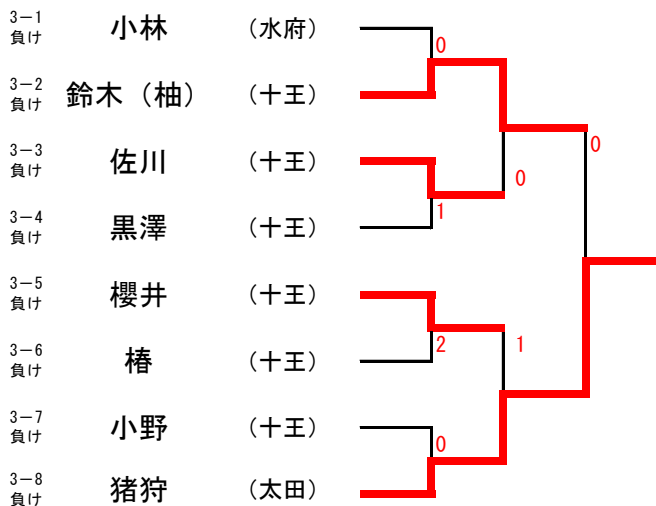 3－1
負け
小林
（水府）
0
3－2
負け
鈴木（柚）
（十王）
0
3－3
負け
佐川
（十王）
0
3－4
負け
黒澤
（十王）
1
3－5
負け
櫻井
（十王）
2
1
3－6
負け
椿
（十王）
3－7
負け
小野
（十王）
0
3－8
負け
猪狩
（太田）